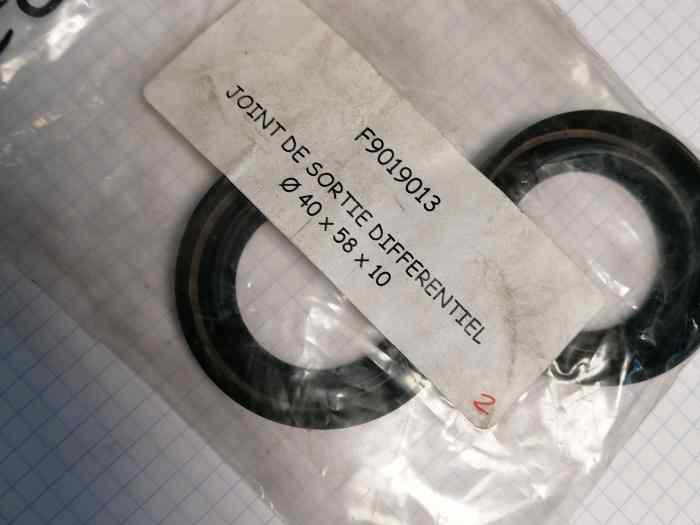 F9019013
JOINT DE SORTIE DIFFERENTIEL
Ø 40 x 58 x 10
2